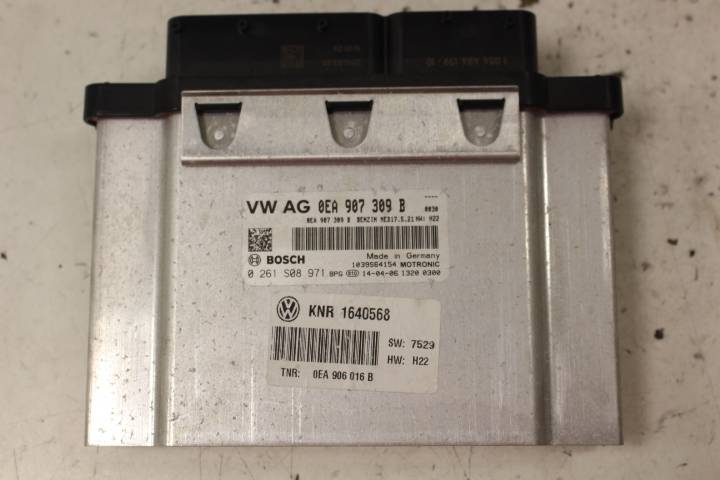 VW AG 0EA 907 309 B
0030
0EA 907 309 B BENZIN ME17.5.21 HW: H22
BOSCH
Made in Germany
1039S64154 MOTRONIC
0 261 S08 971 BPG 14-04-06 1320 0300
KNR 1640568
SW: 7529
HW: H22
TNR: 0EA 906 016 B